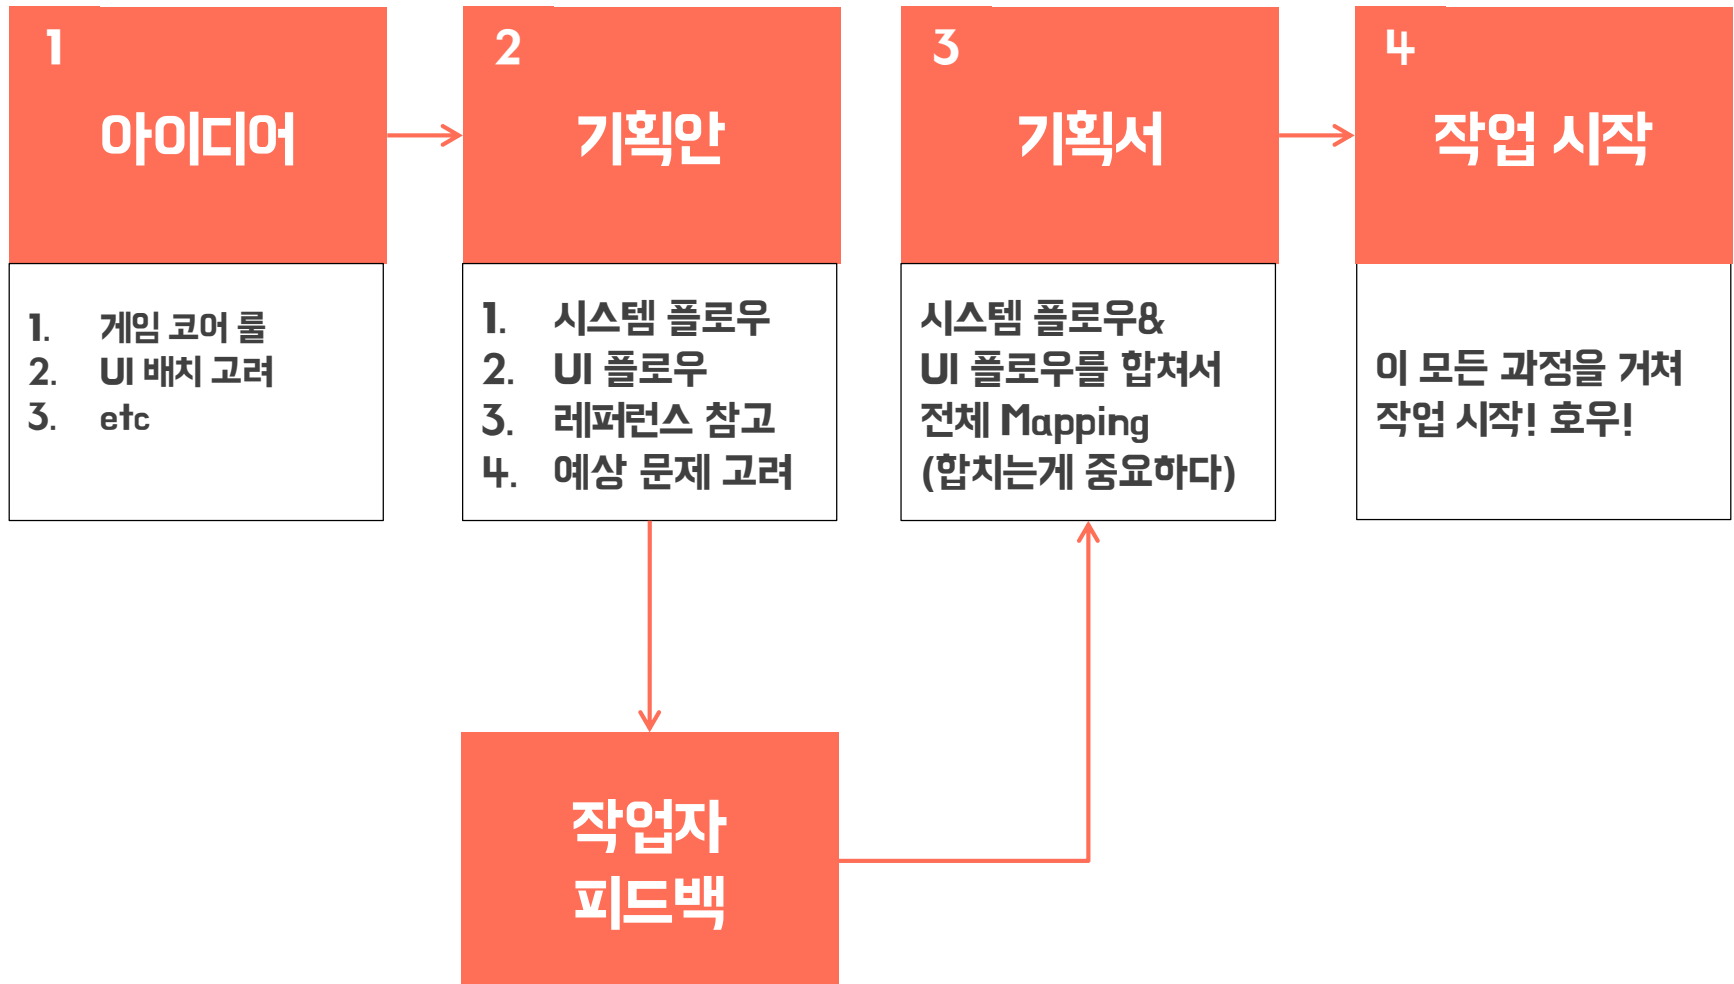 1
아이디어
1. 게임 코어 룰
2. UI 배치 고려
3. etc
2
기획안
1. 시스템 플로우
2. UI 플로우
3. 레퍼런스 참고
4. 예상 문제 고려
작업자
피드백
3
기획서
시스템 플로우&
UI 플로우를 합쳐서
전체 Mapping
(합치는게 중요하다)
4
작업 시작
이 모든 과정을 거쳐
작업 시작! 호우!